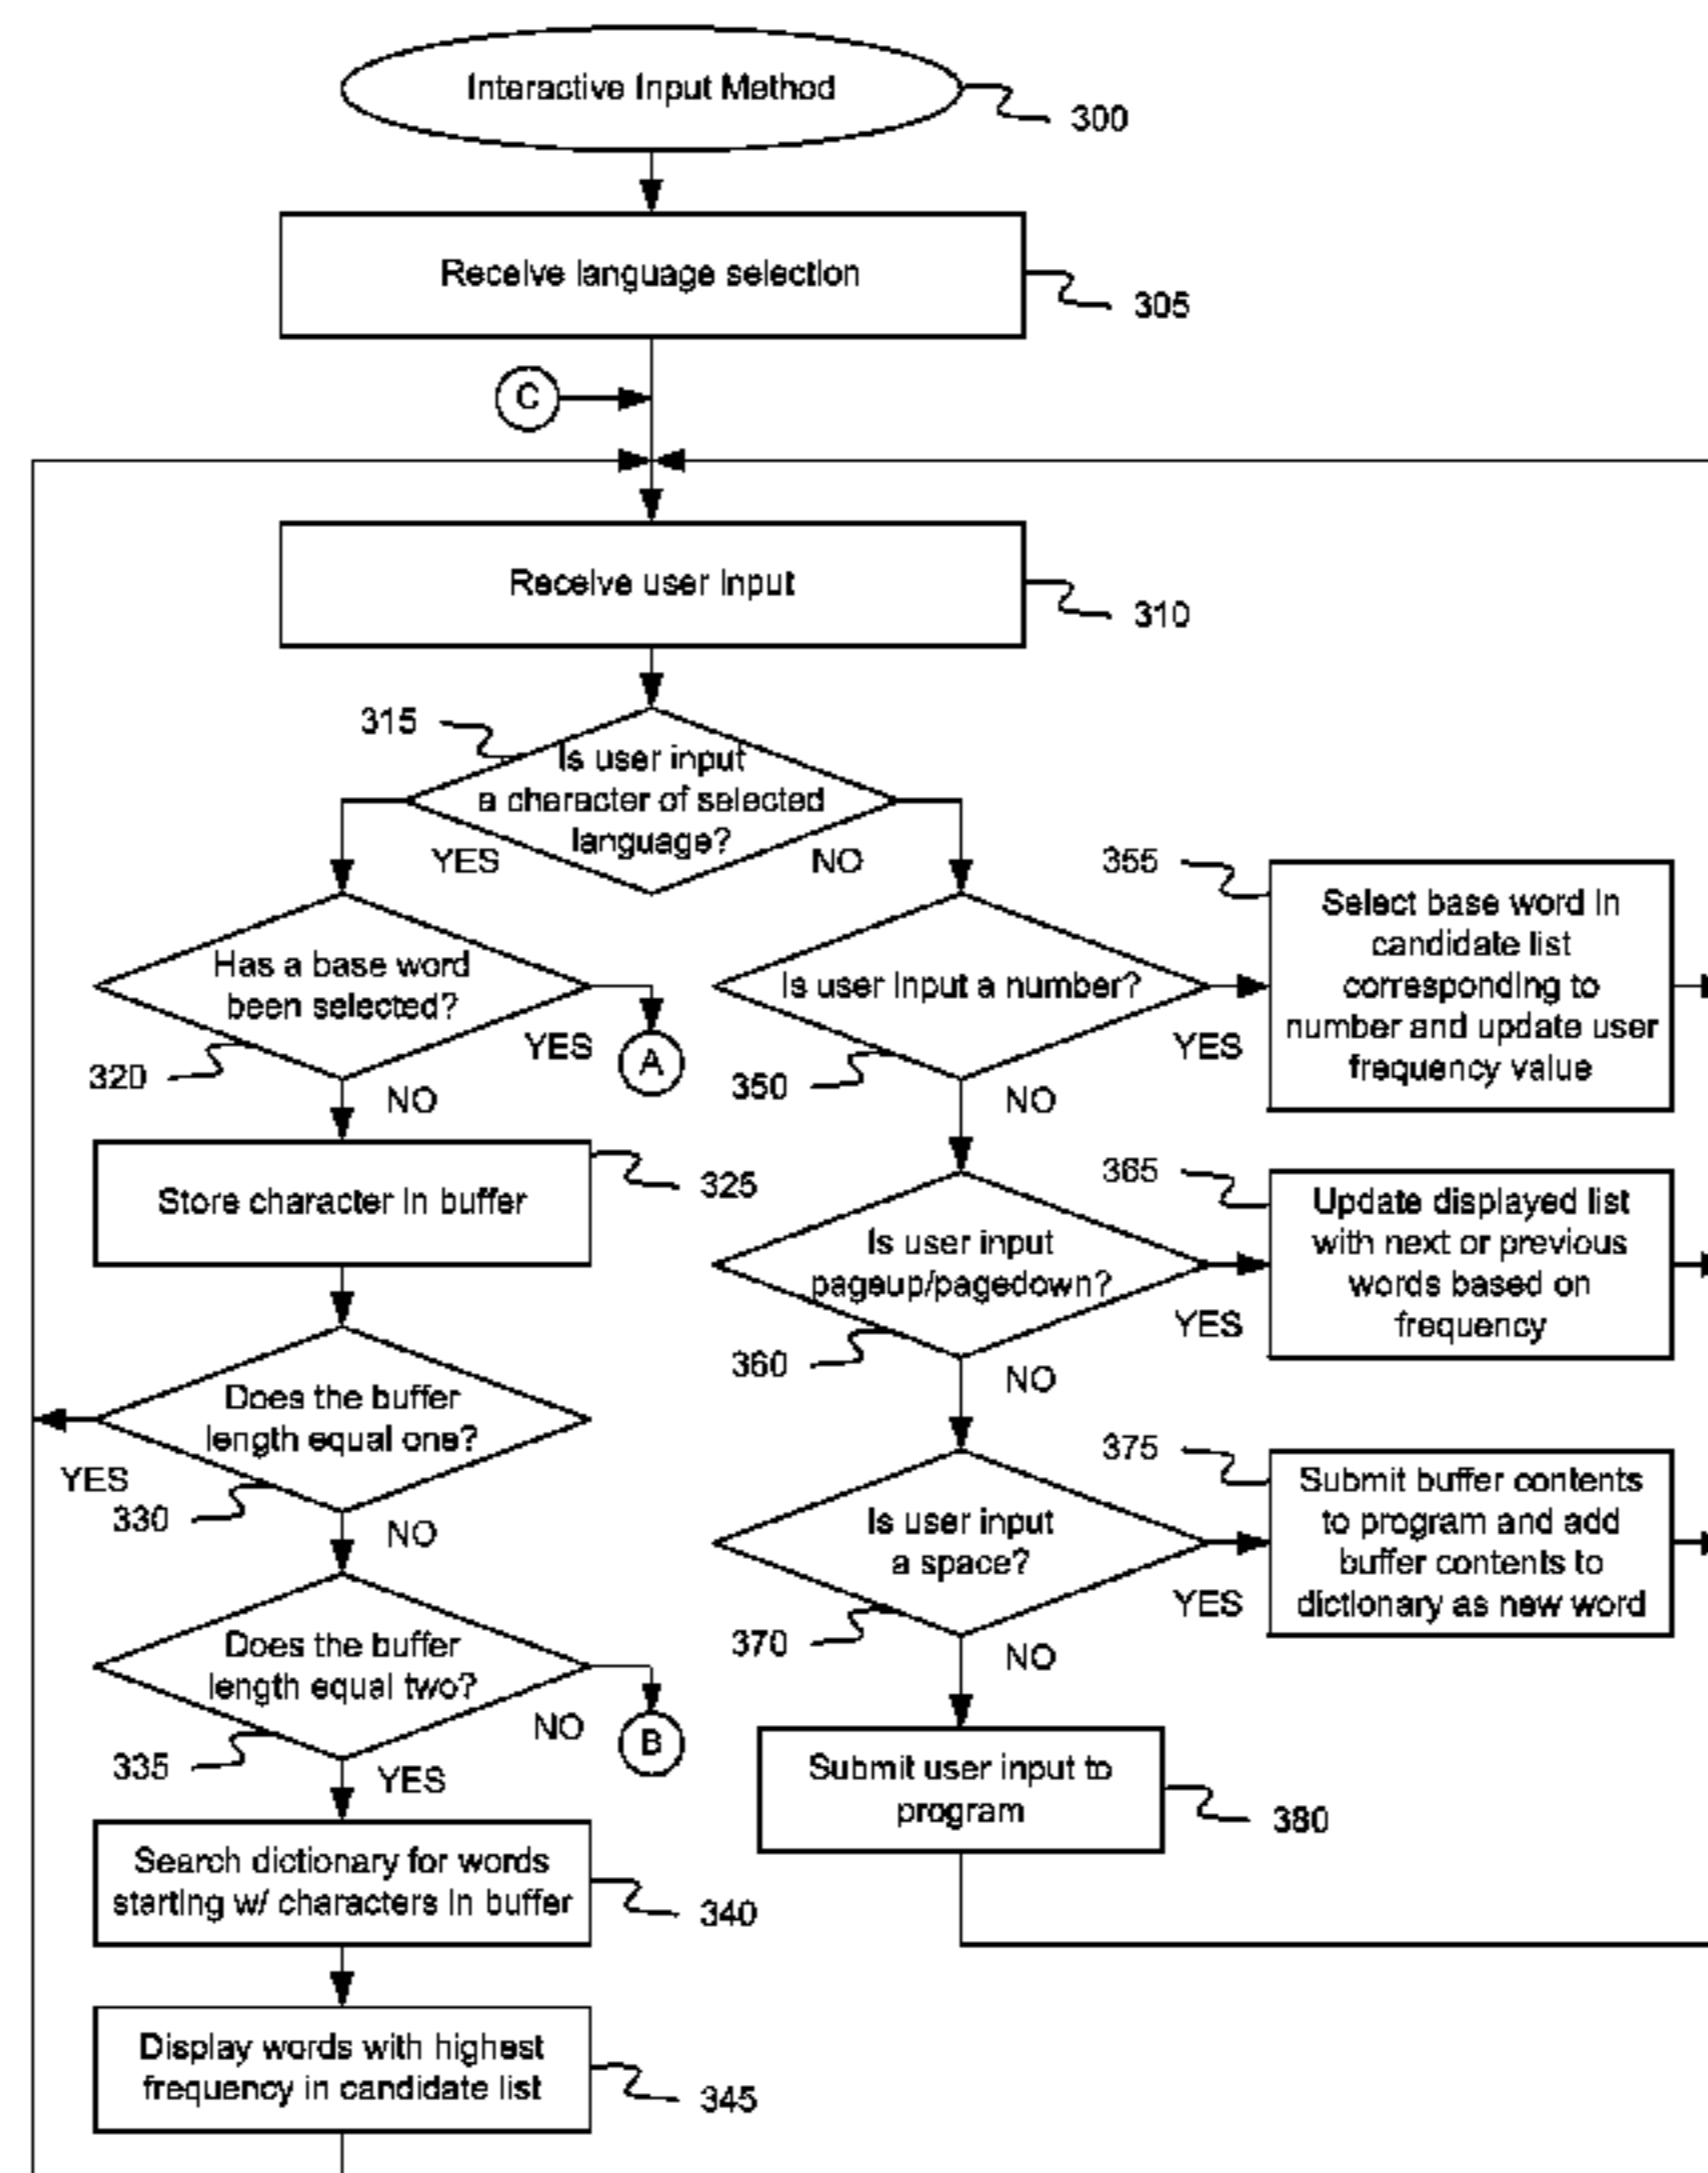 Interactive Input Method
300
Receive language selection
305
C
Receive user input
310
315
Is user input
a character of selected
language?
YES
NO
Has a base word
been selected?
320
YES
A
NO
Is user input a number?
350
YES
NO
355
Select base word in
candidate list
corresponding to
number and update user
frequency value
Store character in buffer
325
Is user input
pageup/pagedown?
360
YES
NO
365
Update displayed list
with next or previous
words based on
frequency
Does the buffer
length equal one?
YES
330
NO
Is user input
a space?
370
YES
NO
375
Submit buffer contents
to program and add
buffer contents to
dictionary as new word
Does the buffer
length equal two?
335
NO
B
YES
Submit user input to
program
380
Search dictionary for words
starting w/ characters in buffer
340
Display words with highest
frequency in candidate list
345